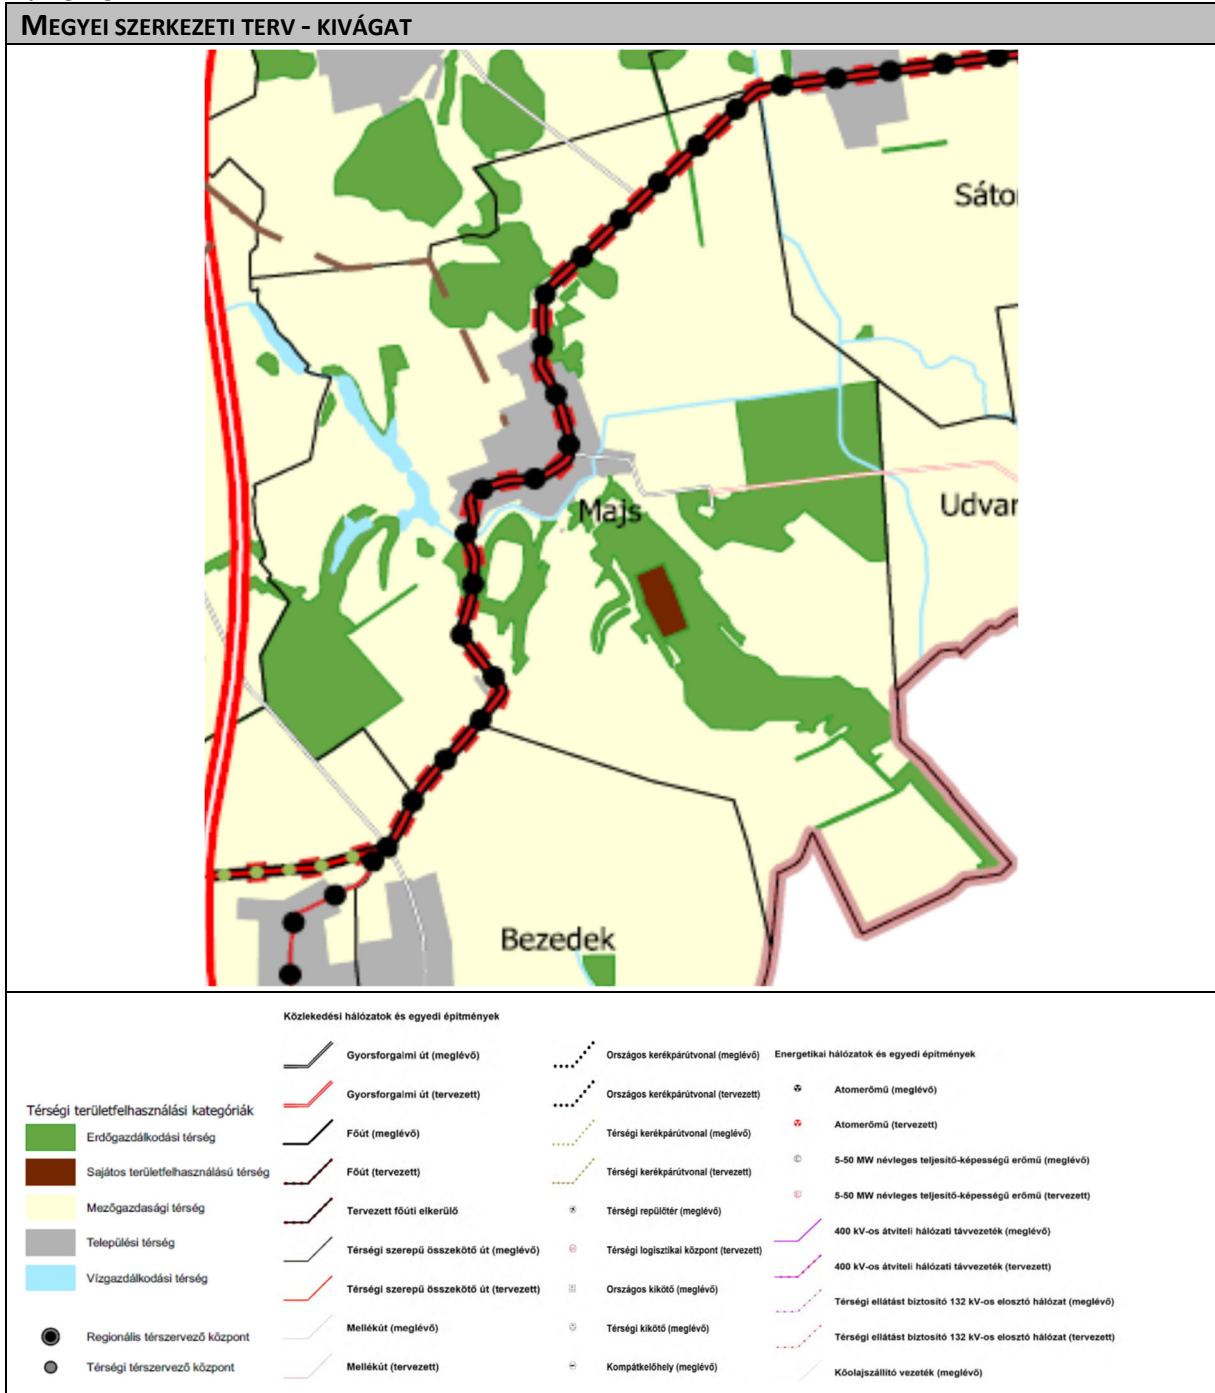 MEGYEI SZERKEZETI TERV - KIVÁGAT
Sáto
Majs
Udvar
Bezedek
Térségi területfelhasználási kategóriák
Erdőgazdálkodási térség
Sajátos területfelhasználású térség
Mezőgazdasági térség
Települési térség
Vízgazdálkodási térség
Regionális térszervező központ
Térségi térszervező központ
Közlekedési hálózatok és egyedi építmények
Gyorsforgalmi út (meglévő)
Gyorsforgalmi út (tervezett)
Főút (meglévő)
Főút (tervezett)
Tervezett főúti elkerülő
Térségi szerepű összekötő út (meglévő)
Térségi szerepű összekötő út (tervezett)
Mellékút (meglévő)
Mellékút (tervezett)
Országos kerékpárútvonal (meglévő)
Országos kerékpárútvonal (tervezett)
Térségi kerékpárútvonal (meglévő)
Térségi kerékpárútvonal (tervezett)
Térségi repülőtér (meglévő)
Térségi logisztikai központ (tervezett)
Országos kikötő (meglévő)
Térségi kikötő (meglévő)
Kompátkelőhely (meglévő)
Energetikai hálózatok és egyedi építmények
Atomerőmű (meglévő)
Atomerőmű (tervezett)
5-50 MW névleges teljesítő-képességű erőmű (meglévő)
5-50 MW névleges teljesítő-képességű erőmű (tervezett)
400 kV-os átviteli hálózati távvezeték (meglévő)
400 kV-os átviteli hálózati távvezeték (tervezett)
Térségi ellátást biztosító 132 kV-os elosztó hálózat (meglévő)
Térségi ellátást biztosító 132 kV-os elosztó hálózat (tervezett)
Kőolajszállító vezeték (meglévő)